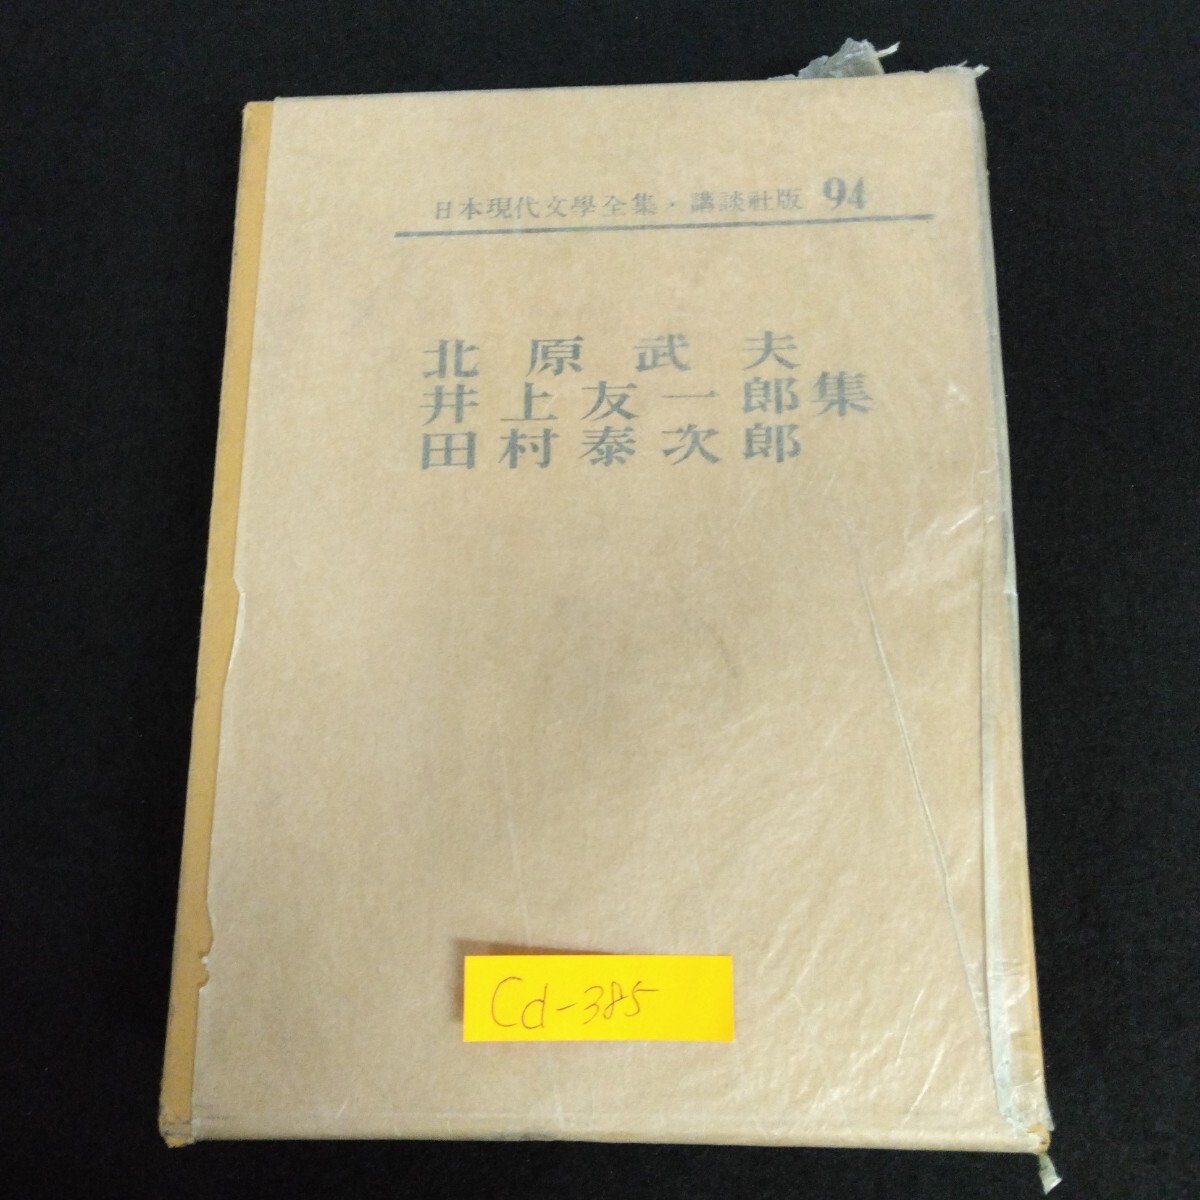 日本現代文學全集・講談社版 94
北原武夫
井上友一郎集
田村泰次郎
Cd-385